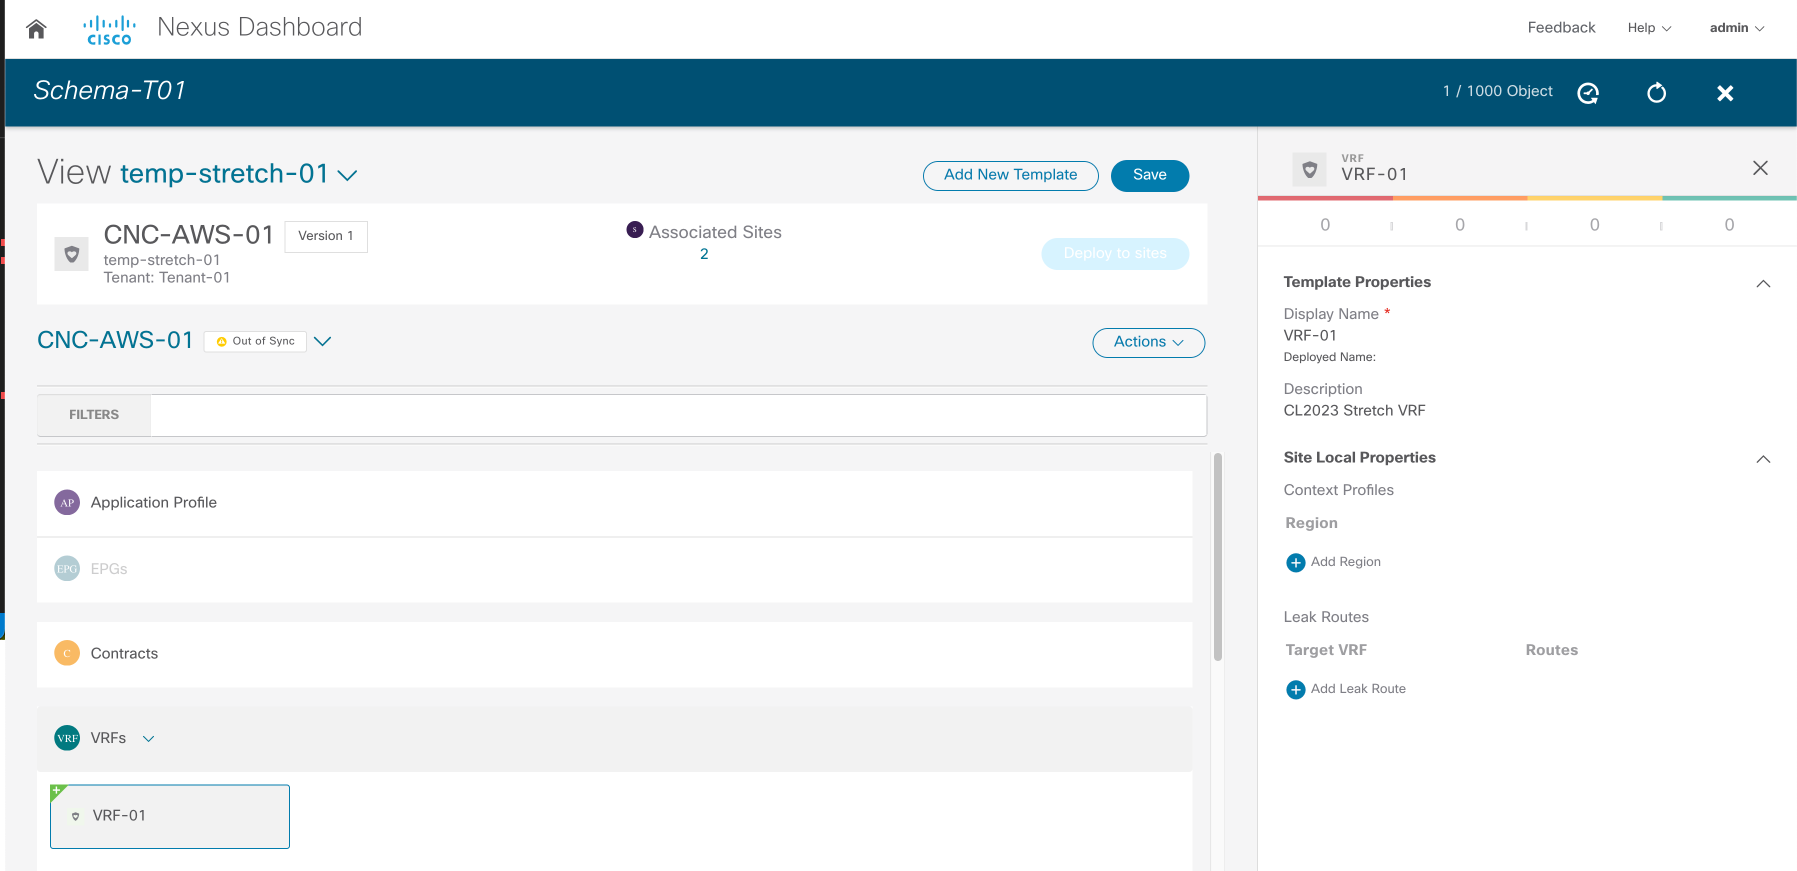 cisco
Nexus Dashboard
Feedback
Help
admin
Schema-T01
1 / 1000 Object
View temp-stretch-01
Add New Template
Save
CNC-AWS-01
Version 1
temp-stretch-01
Tenant: Tenant-01
S
Associated Sites
2
Deploy to sites
CNC-AWS-01
Out of Sync
Actions
FILTERS
AP
Application Profile
EPG
EPGs
C
Contracts
VRF
VRFs
VRF-01
VRF
VRF-01
0
0
0
0
Template Properties
Display Name *
VRF-01
Deployed Name:
Description
CL2023 Stretch VRF
Site Local Properties
Context Profiles
Region
Add Region
Leak Routes
Target VRF
Routes
Add Leak Route